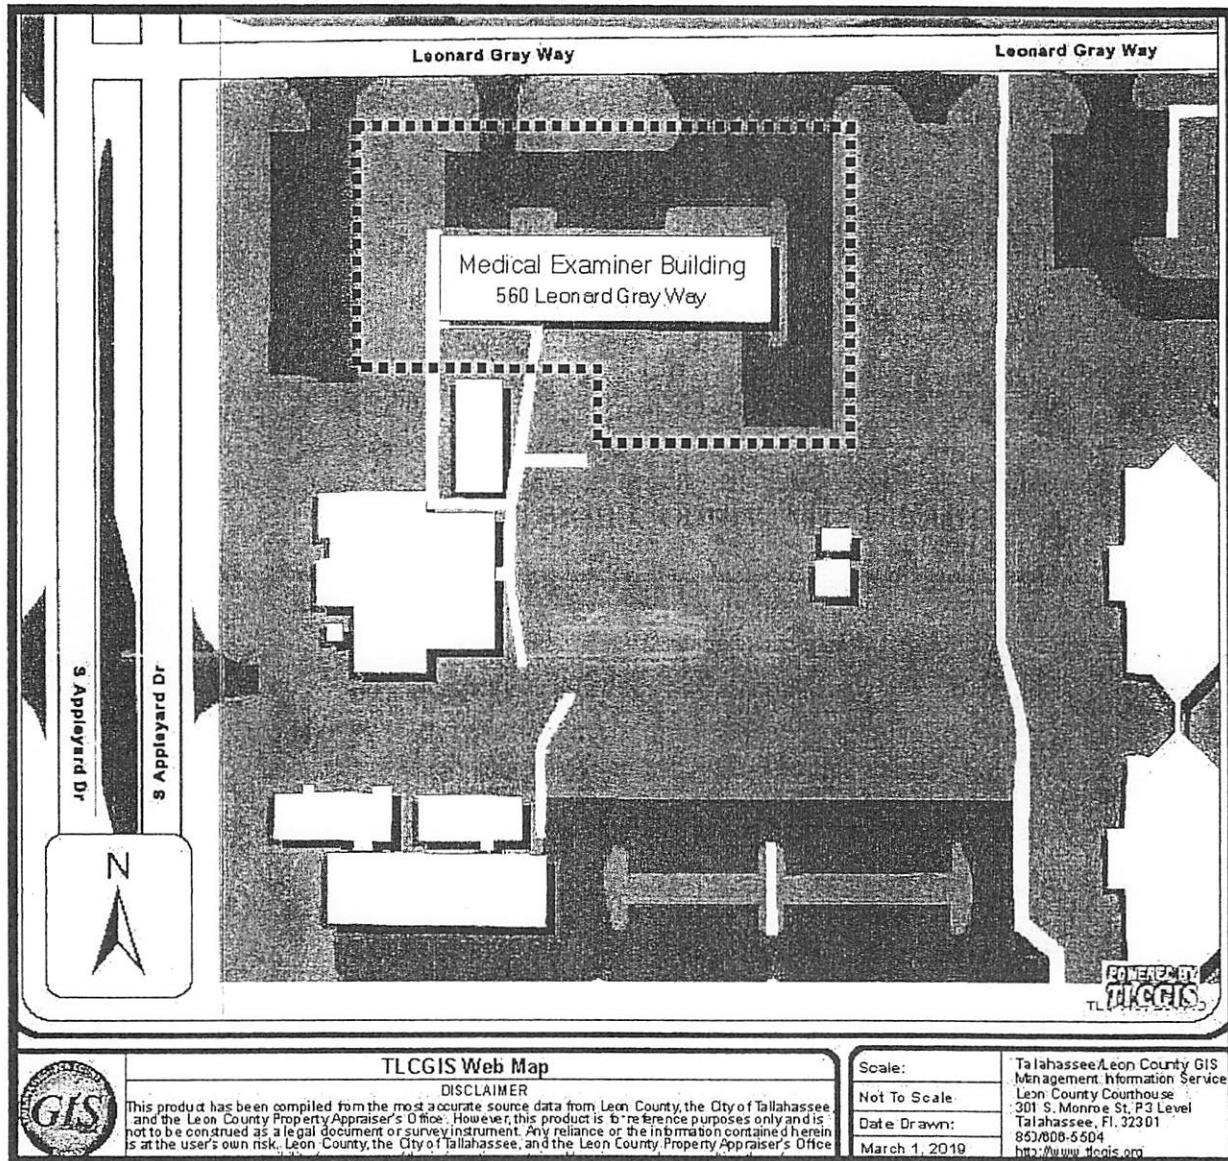 Leonard Gray Way
Leonard Gray Way
Medical Examiner Building
560 Leonard Gray Way
S Appleyard Dr
S Appleyard Dr
N
POWERED BY
TLCGIS
GIS
TLCGIS Web Map
DISCLAIMER
This product has been compiled from the most accurate source data from Leon County, the City of Tallahassee,
and the Leon County Property Appraiser's Office. However, this product is for reference purposes only and is
not to be construed as a legal document or survey instrument. Any reliance on the information contained herein
is at the user's own risk. Leon County, the City of Tallahassee, and the Leon County Property Appraiser's Office
Scale:
Not To Scale
Date Drawn:
March 1, 2019
Tallahassee/Leon County GIS
Management Information Service
Leon County Courthouse
301 S. Monroe St, P3 Level
Tallahassee, Fl. 32301
850/606-5504
http://www.tlcgis.org